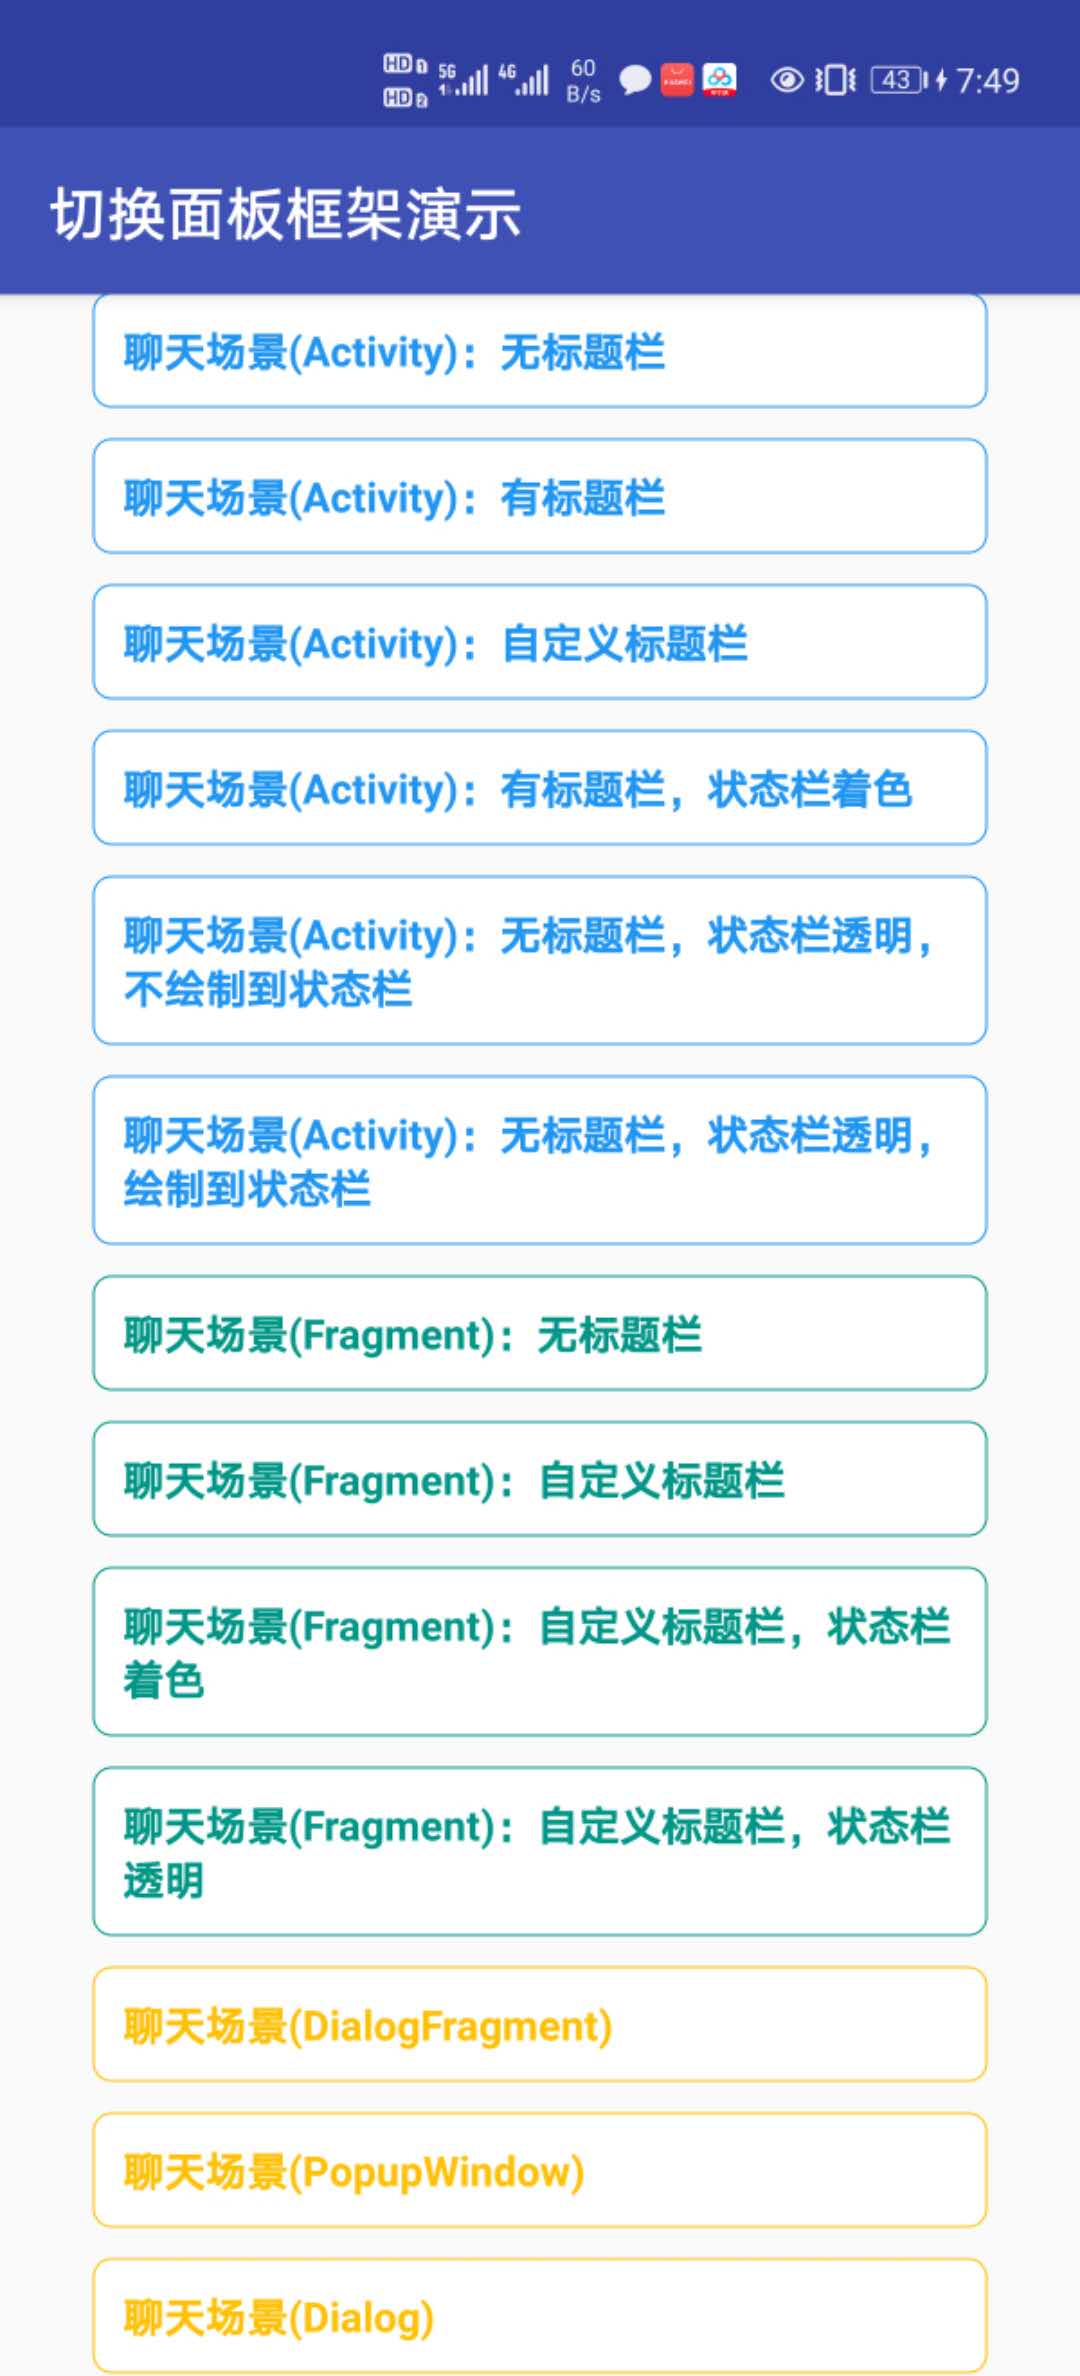 HD 1 5G 4G 60 43 7:49
HD 2 B/s
切换面板框架演示
聊天场景(Activity)：无标题栏
聊天场景(Activity)：有标题栏
聊天场景(Activity)：自定义标题栏
聊天场景(Activity)：有标题栏，状态栏着色
聊天场景(Activity)：无标题栏，状态栏透明，
不绘制到状态栏
聊天场景(Activity)：无标题栏，状态栏透明，
绘制到状态栏
聊天场景(Fragment)：无标题栏
聊天场景(Fragment)：自定义标题栏
聊天场景(Fragment)：自定义标题栏，状态栏
着色
聊天场景(Fragment)：自定义标题栏，状态栏
透明
聊天场景(DialogFragment)
聊天场景(PopupWindow)
聊天场景(Dialog)